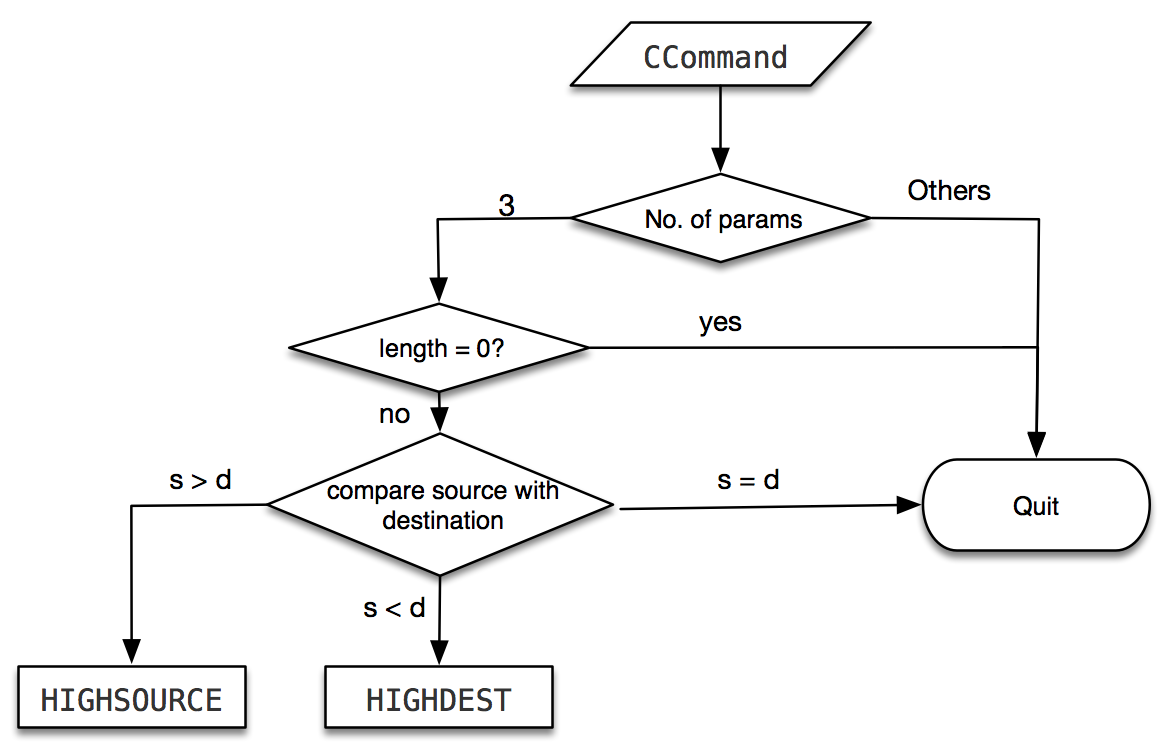 CCommand
3
No. of params
Others
length = 0?
yes
no
s > d
compare source with
destination
s = d
Quit
s < d
HIGHSOURCE
HIGHDEST